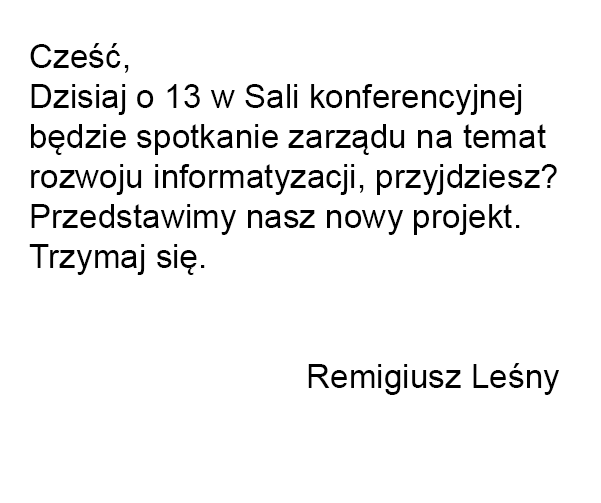 Cześć,
Dzisiaj o 13 w Sali konferencyjnej
będzie spotkanie zarządu na temat
rozwoju informatyzacji, przyjdziesz?
Przedstawimy nasz nowy projekt.
Trzymaj się.
Remigiusz Leśny